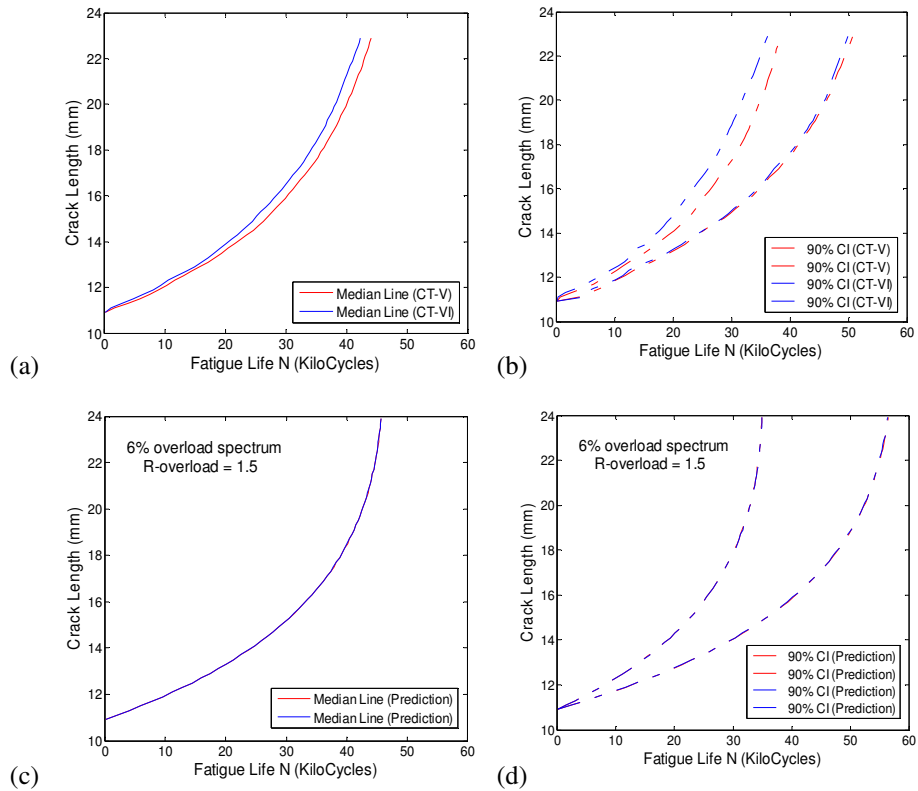 24
22
20
18
16
14
12
10
Crack Length (mm)
0 10 20 30 40 50 60
Fatigue Life N (KiloCycles)
Median Line (CT-V)
Median Line (CT-VI)
(a)
24
22
20
18
16
14
12
10
Crack Length (mm)
0 10 20 30 40 50 60
Fatigue Life N (KiloCycles)
90% CI (CT-V)
90% CI (CT-V)
90% CI (CT-VI)
90% CI (CT-VI)
(b)
24
22
20
18
16
14
12
10
Crack Length (mm)
6% overload spectrum
R-overload = 1.5
0 10 20 30 40 50 60
Fatigue Life N (KiloCycles)
Median Line (Prediction)
Median Line (Prediction)
(c)
24
22
20
18
16
14
12
10
Crack Length (mm)
6% overload spectrum
R-overload = 1.5
0 10 20 30 40 50 60
Fatigue Life N (KiloCycles)
90% CI (Prediction)
90% CI (Prediction)
90% CI (Prediction)
90% CI (Prediction)
(d)